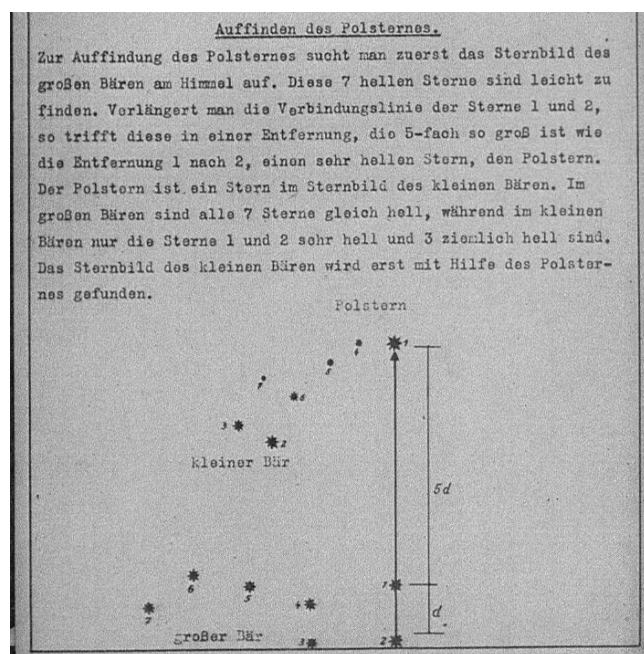 Auffinden des Polsternes.
Zur Auffindung des Polsternes sucht man zuerst das Sternbild des
großen Bären am Himmel auf. Diese 7 hellen Sterne sind leicht zu
finden. Verlängert man die Verbindungslinie der Sterne 1 und 2,
so trifft diese in einer Entfernung, die 5-fach so groß ist wie
die Entfernung 1 nach 2, einen sehr hellen Stern, den Polstern.
Der Polstern ist ein Stern im Sternbild des kleinen Bären. Im
großen Bären sind alle 7 Sterne gleich hell, während im kleinen
Bären nur die Sterne 1 und 2 sehr hell und 3 ziemlich hell sind.
Das Sternbild des kleinen Bären wird erst mit Hilfe des Polster-
nes gefunden.
Polstern
4 1
5
7
6
3
2
kleiner Bär
5d
6 5 1
7 4 d
großer Bär 3 2